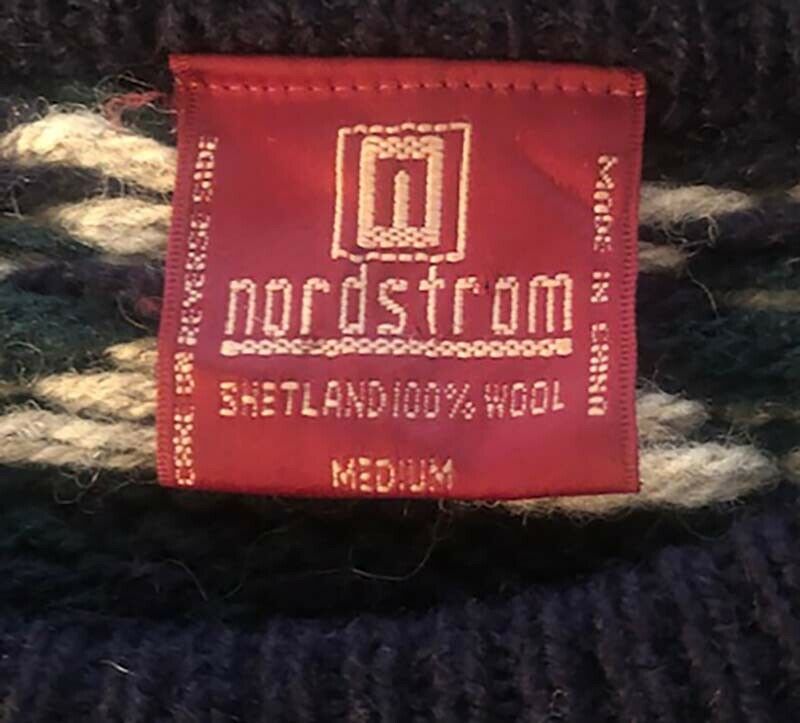 nordstrom
SHETLAND 100% WOOL
MEDIUM
CARE ON REVERSE SIDE
MADE IN CHINA